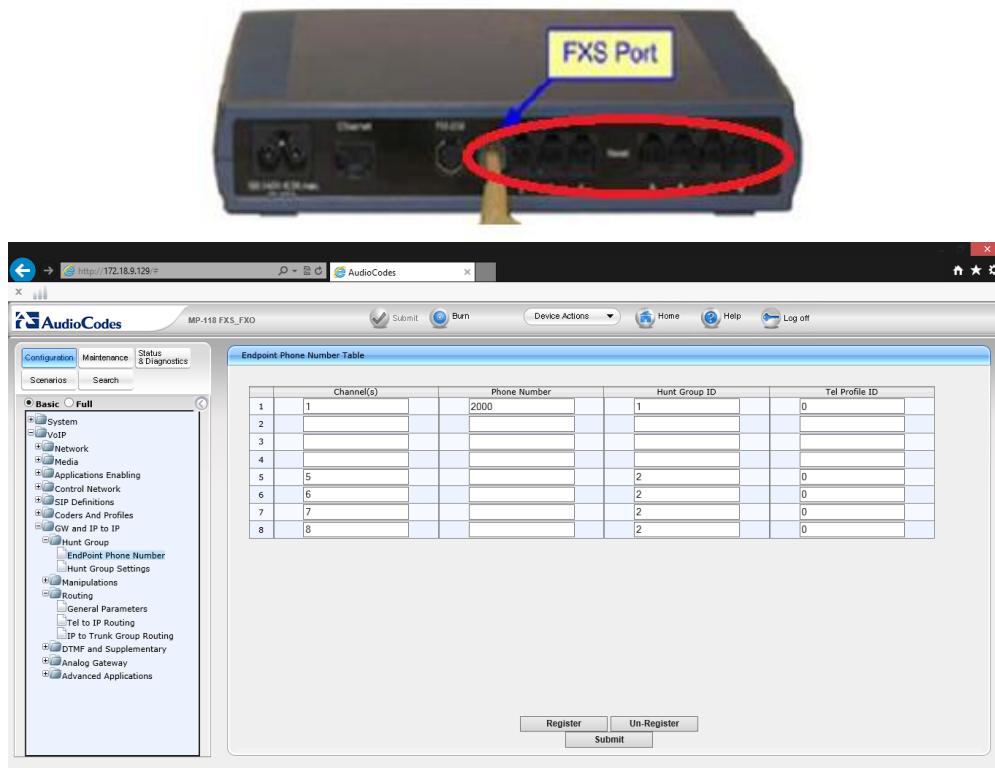 FXS Port
Reset
http://172.18.9.129/#
AudioCodes
AudioCodes
MP-118 FXS_FXO
Submit
Burn
Device Actions
Home
Help
Log off
Configuration
Maintenance
Status & Diagnostics
Scenarios
Search
Basic
Full
System
VoIP
Network
Media
Applications Enabling
Control Network
SIP Definitions
Coders And Profiles
GW and IP to IP
Hunt Group
EndPoint Phone Number
Hunt Group Settings
Manipulations
Routing
General Parameters
Tel to IP Routing
IP to Trunk Group Routing
DTMF and Supplementary
Analog Gateway
Advanced Applications
Endpoint Phone Number Table
Channel(s) Phone Number Hunt Group ID Tel Profile ID
1 1 2000 1 0
2
3
4
5 5 2 0
6 6 2 0
7 7 2 0
8 8 2 0
Register
Un-Register
Submit